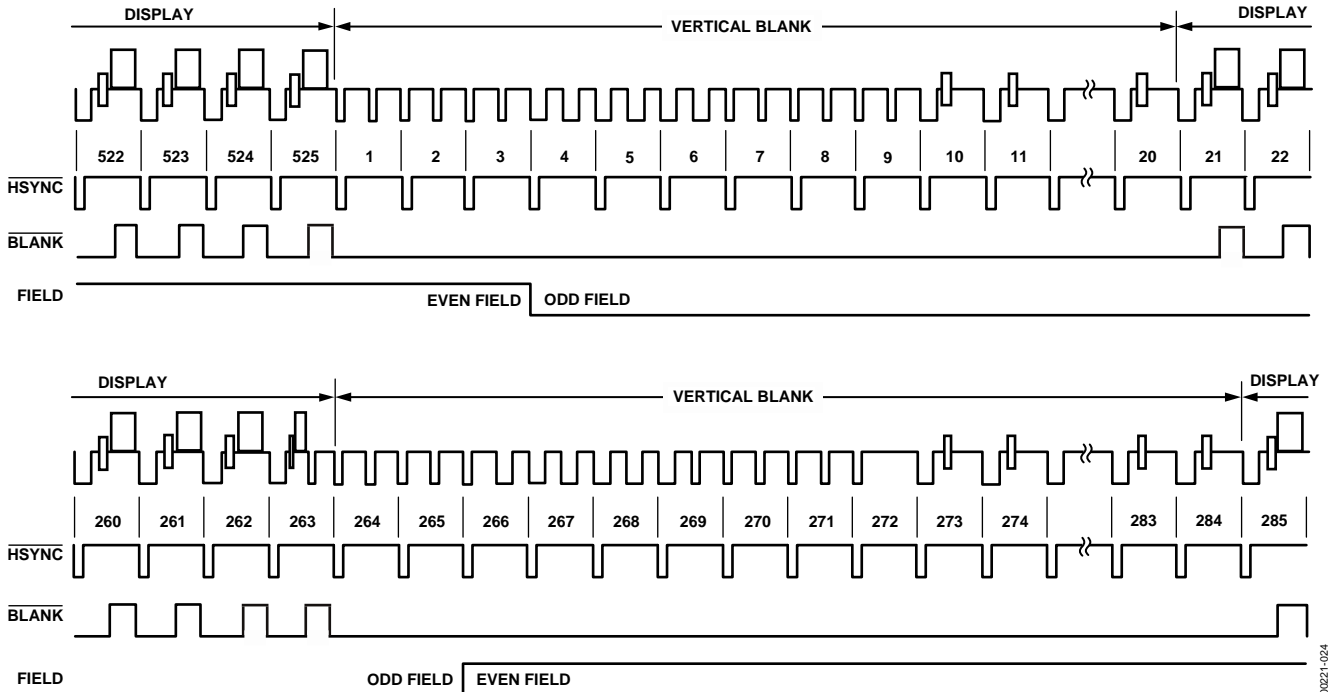 DISPLAY VERTICAL BLANK DISPLAY
522 523 524 525 1 2 3 4 5 6 7 8 9 10 11 20 21 22
HSYNC
BLANK
FIELD EVEN FIELD ODD FIELD
DISPLAY VERTICAL BLANK DISPLAY
260 261 262 263 264 265 266 267 268 269 270 271 272 273 274 283 284 285
HSYNC
BLANK
FIELD ODD FIELD EVEN FIELD